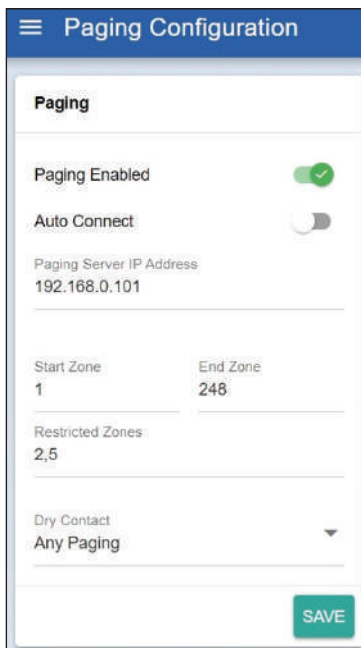 Paging Configuration
Paging
Paging Enabled
Auto Connect
Paging Server IP Address
192.168.0.101
Start Zone End Zone
1 248
Restricted Zones
2,5
Dry Contact
Any Paging
SAVE